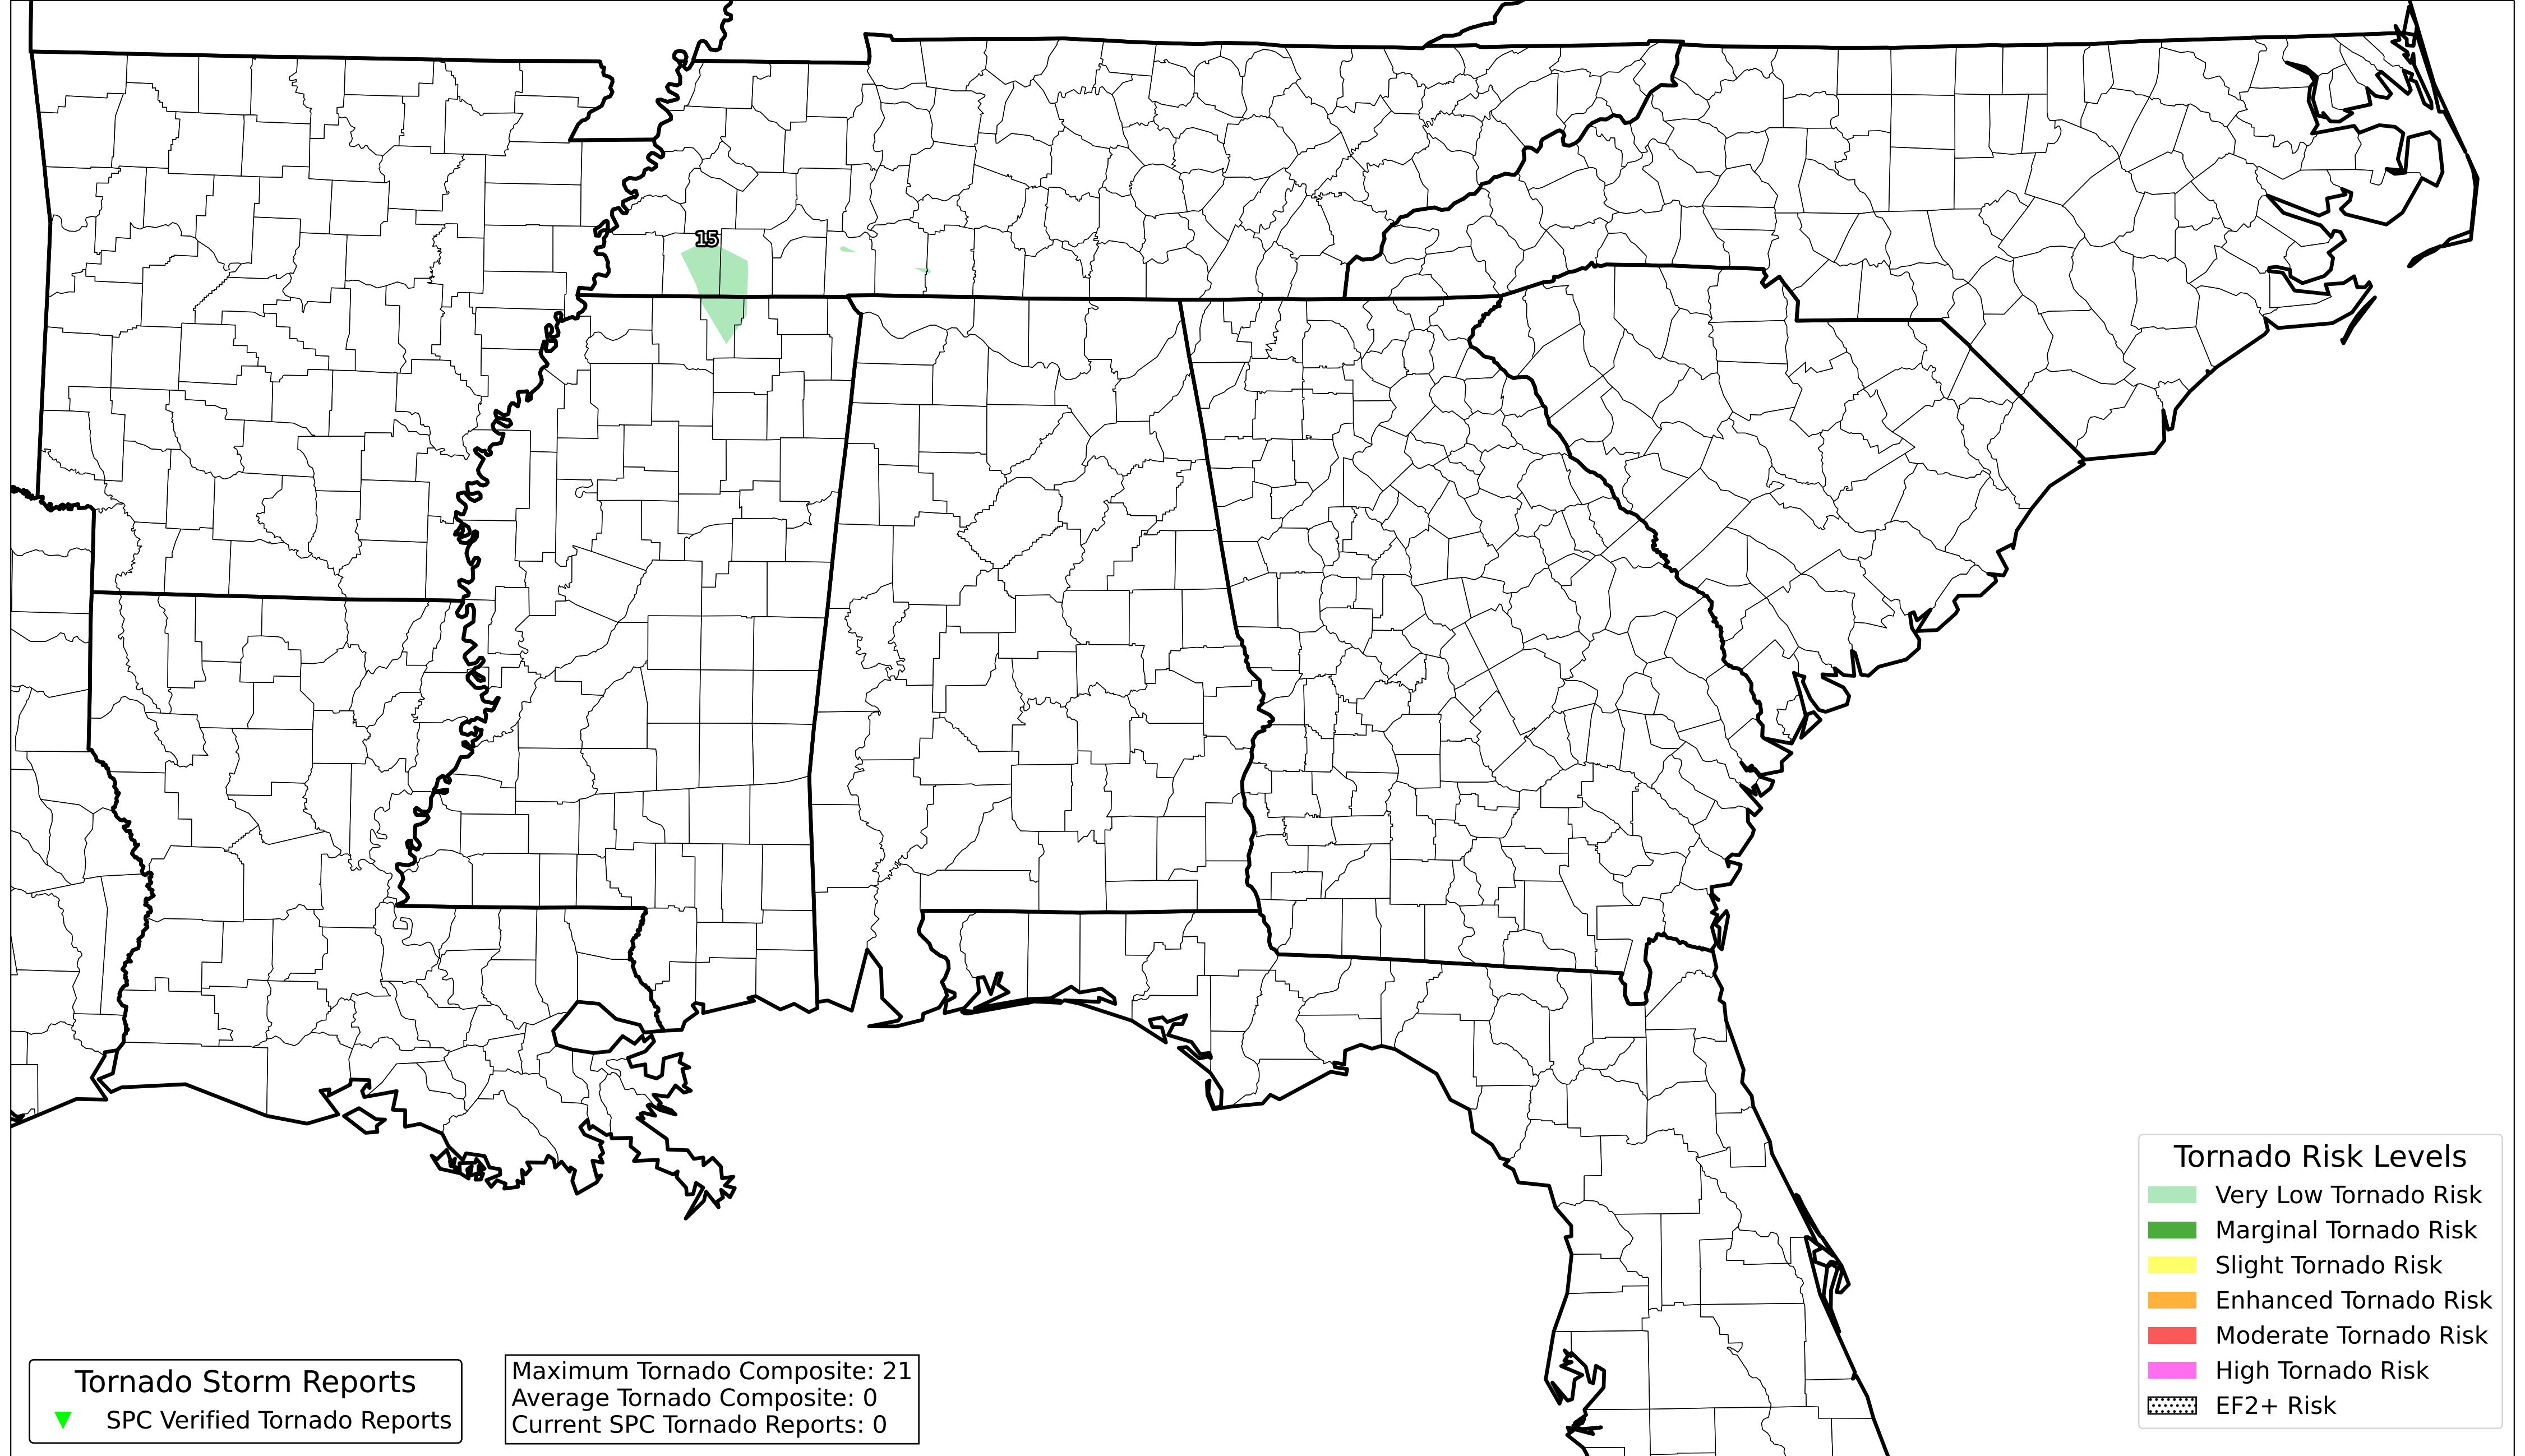 15
Tornado Risk Levels
Very Low Tornado Risk
Marginal Tornado Risk
Slight Tornado Risk
Enhanced Tornado Risk
Moderate Tornado Risk
High Tornado Risk
EF2+ Risk
Tornado Storm Reports
SPC Verified Tornado Reports
Maximum Tornado Composite: 21
Average Tornado Composite: 0
Current SPC Tornado Reports: 0